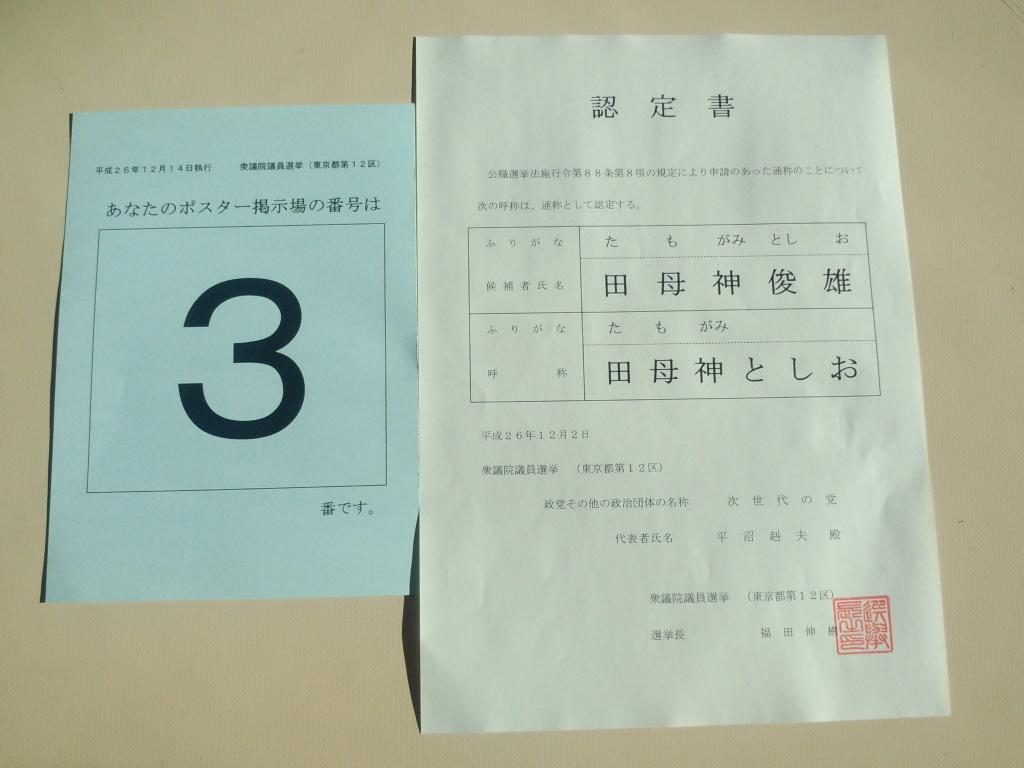 平成26年12月14日執行　衆議院議員選挙（東京都第12区）
あなたのポスター掲示場の番号は
3
番です。
認定書
公職選挙法施行令第88条第8項の規定により申請のあった通称のことについて
次の呼称は、通称として認定する。
ふりがな　た　も　がみ　とし　お
候補者氏名　田母神俊雄
ふりがな　た　も　がみ
呼称　田母神としお
平成26年12月2日
衆議院議員選挙　（東京都第12区）
政党その他の政治団体の名称　次世代の党
代表者氏名　平沼赳夫殿
衆議院議員選挙　（東京都第12区）
選挙長　福田伸樹